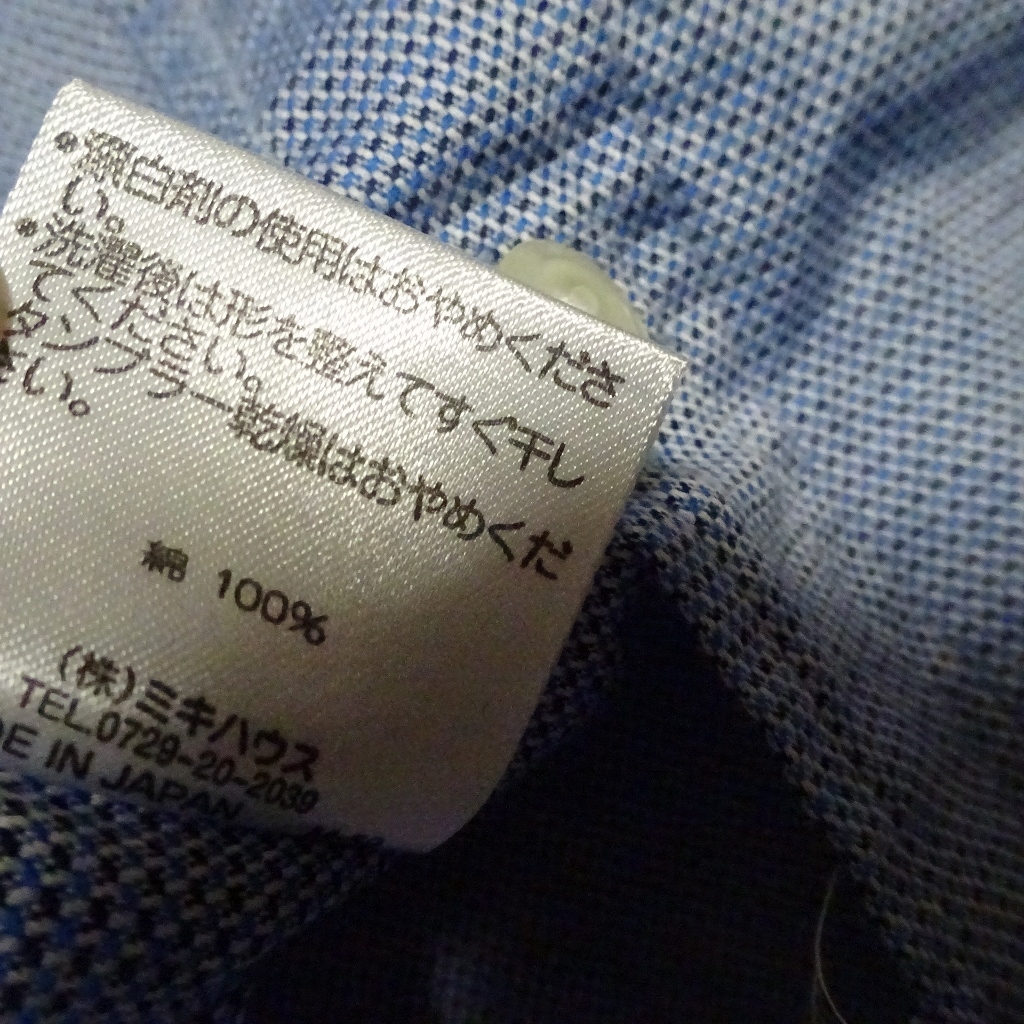 ・漂白剤の使用はおやめくださ
い。
・洗濯後は形を整えてすぐ干し
てください。
タンブラー乾燥はおやめくだ
さい。
綿 100%
(株)ミキハウス
TEL.0729-20-2039
DE IN JAPAN